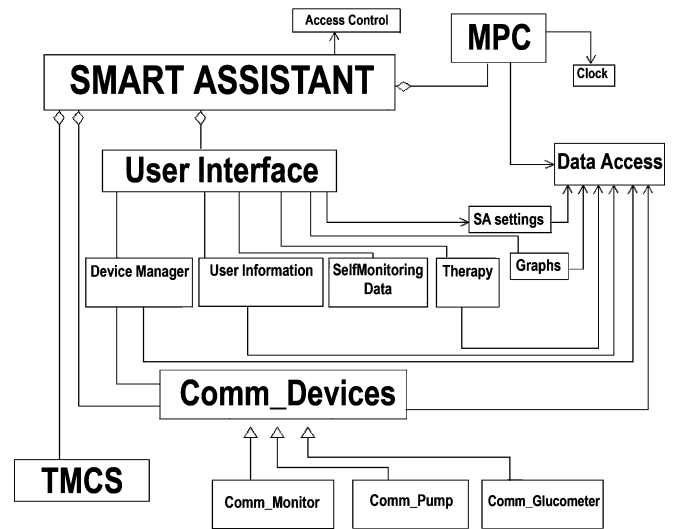 Access Control
MPC
SMART ASSISTANT
Clock
User Interface
Data Access
SA settings
Device Manager
User Information
SelfMonitoring
Data
Therapy
Graphs
Comm_Devices
TMCS
Comm_Monitor
Comm_Pump
Comm_Glucometer